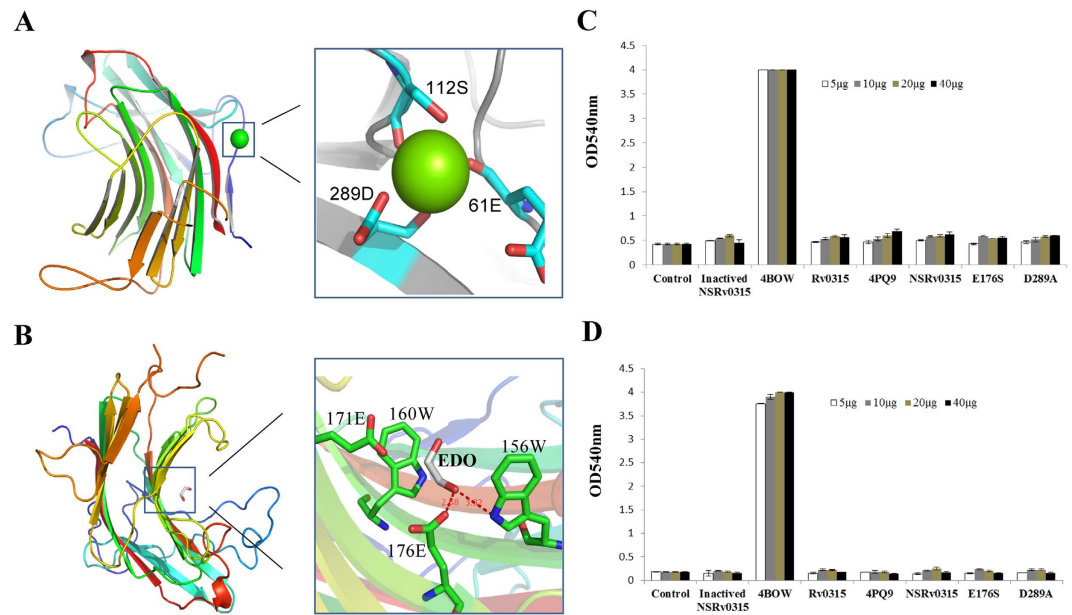 A
112S
289D
61E
B
171E
160W
EDO
156W
176E
C
OD540nm
4.5
4
3.5
3
2.5
2
1.5
1
0.5
0
5μg 10μg 20μg 40μg
Control Inactived NSRv0315 4BOW Rv0315 4PQ9 NSRv0315 E176S D289A
D
OD540nm
4.5
4
3.5
3
2.5
2
1.5
1
0.5
0
5μg 10μg 20μg 40μg
Control Inactived NSRv0315 4BOW Rv0315 4PQ9 NSRv0315 E176S D289A